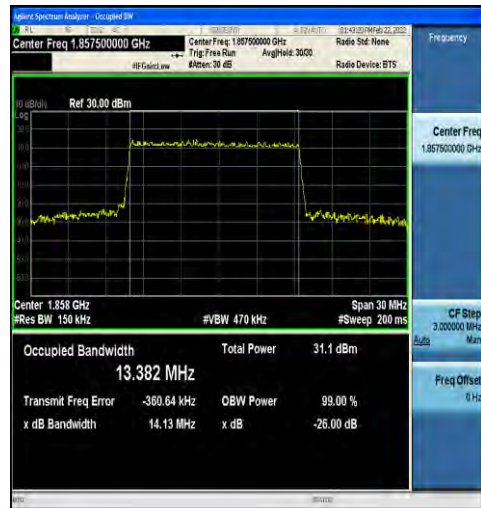 Agilent Spectrum Analyzer - Occupied BW
Center Freq 1.857500000 GHz
Center Freq: 1.857500000 GHz
Radio Std: None
Trig: Free Run
Avg|Hold: 30/30
#IFGain:Low
#Atten: 30 dB
Radio Device: BTS
Frequency
10 dB/div
Ref 30.00 dBm
Log
Center Freq
1.857500000 GHz
Center 1.858 GHz
Span 30 MHz
#Res BW 150 kHz
#VBW 470 kHz
#Sweep 200 ms
CF Step
3.000000 MHz
Auto
Man
Occupied Bandwidth
Total Power
31.1 dBm
13.382 MHz
Transmit Freq Error
-360.64 kHz
OBW Power
99.00 %
x dB Bandwidth
14.13 MHz
x dB
-26.00 dB
Freq Offset
0 Hz